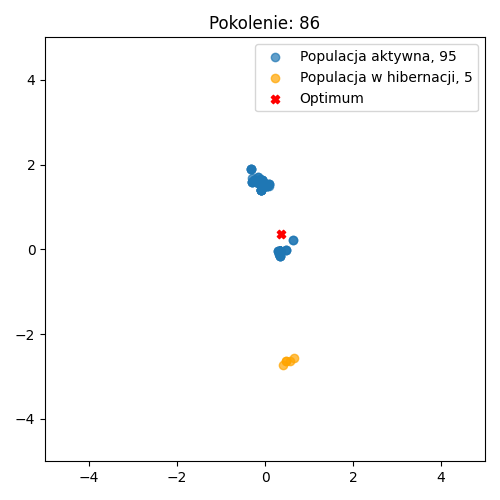 Pokolenie: 86
Populacja aktywna, 95
Populacja w hibernacji, 5
Optimum
4
2
0
−2
−4
−4 −2 0 2 4